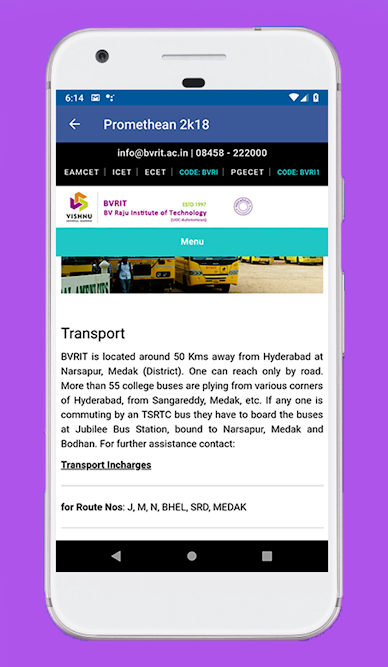 6:14
Promethean 2k18
info@bvrit.ac.in | 08458 - 222000
EAMCET | ICET | ECET | CODE: BVRI | PGECET | CODE: BVRI1
VISHNU
UNIVERSAL LEARNING
BVRIT
ESTD 1997
BV Raju Institute of Technology
(UGC Autonomous)
Menu
Transport
BVRIT is located around 50 Kms away from Hyderabad at
Narsapur, Medak (District). One can reach only by road.
More than 55 college buses are plying from various corners
of Hyderabad, from Sangareddy, Medak, etc. If any one is
commuting by an TSRTC bus they have to board the buses
at Jubilee Bus Station, bound to Narsapur, Medak and
Bodhan. For further assistance contact:
Transport Incharges
for Route Nos: J, M, N, BHEL, SRD, MEDAK